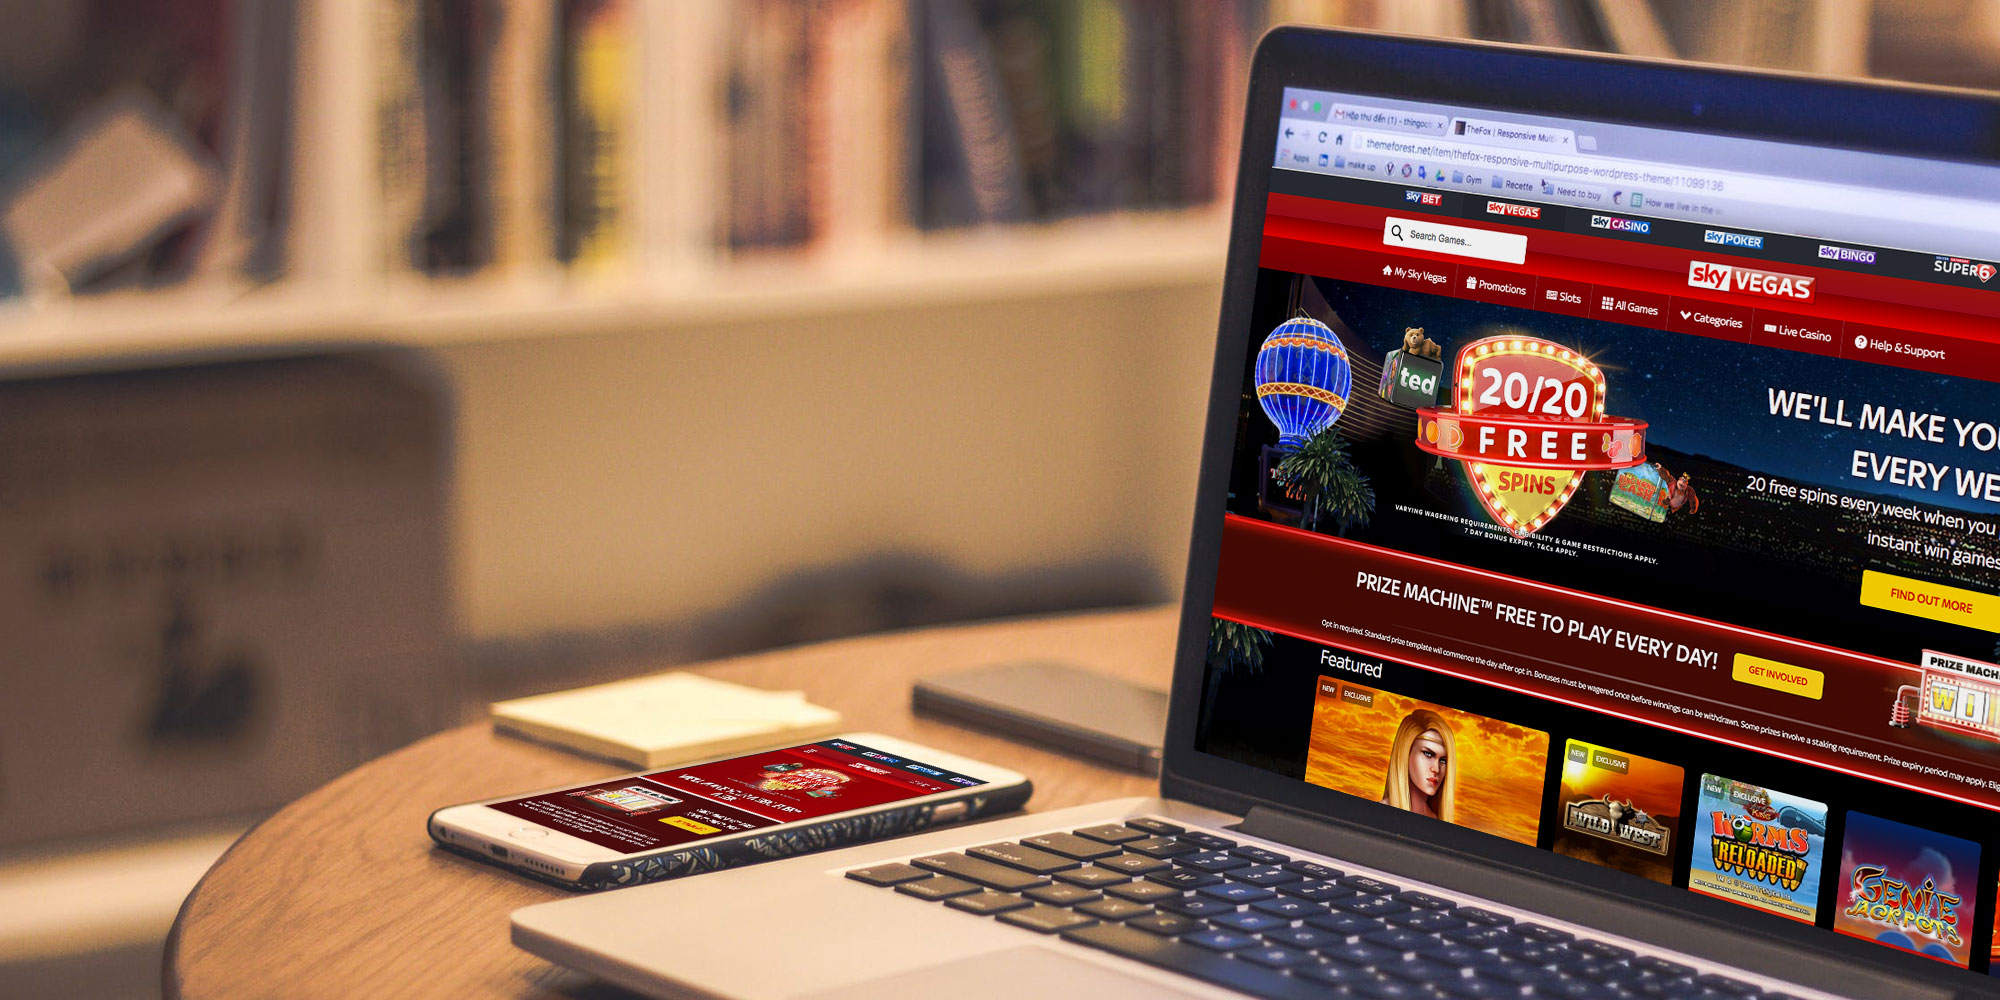 Hộp thư đến (1) - thingoc
TheFox | Responsive Mult
themeforest.net/item/thefox-responsive-multipurpose-wordpress-theme/11099136
Apps make up Gym Recette Need to buy How we live in the w
sky BET sky VEGAS sky CASINO sky POKER sky BINGO SUPER 6
Search Games...
sky VEGAS
My Sky Vegas Promotions Slots All Games Categories Live Casino Help & Support
ted
20/20
FREE
SPINS
WE'LL MAKE YOU
EVERY WE
20 free spins every week when you
instant win games
VARYING WAGERING REQUIREMENTS, ELIGIBILITY & GAME RESTRICTIONS APPLY.
7 DAY BONUS EXPIRY. T&Cs APPLY.
FIND OUT MORE
PRIZE MACHINE™ FREE TO PLAY EVERY DAY!
GET INVOLVED
Opt in required. Standard prize template will commence the day after opt in. Bonuses must be wagered once before winnings can be withdrawn. Some prizes involve a staking requirement. Prize expiry period may apply. Elig
PRIZE MACH
WI
Featured
NEW EXCLUSIVE
NEW EXCLUSIVE
WILD WEST
NEW EXCLUSIVE
WORMS
RELOADED
GENIE
JACKPOTS
20/20